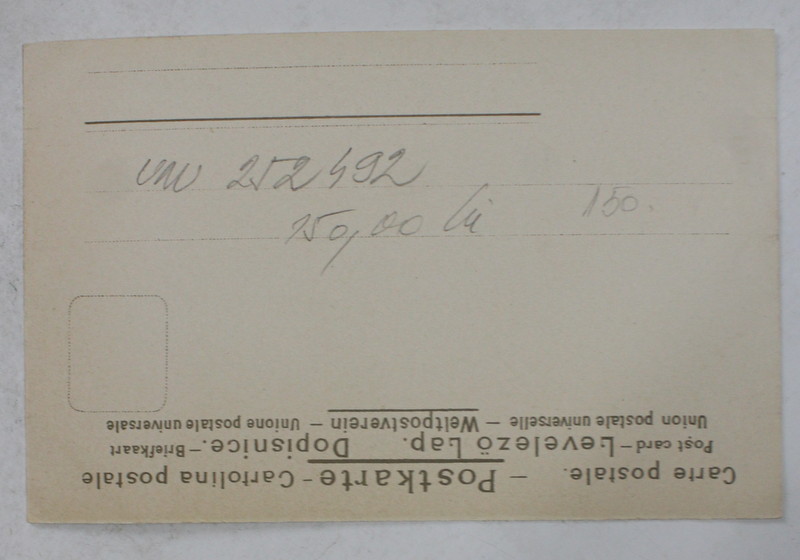 252492
150,00 lei
150.
Carte postale. — Postkarte – Cartolina postale
Post card – Levelező Lap. Dopisnice. – Briefkaart
Union postale universelle – Weltpostverein – Unione postale universale